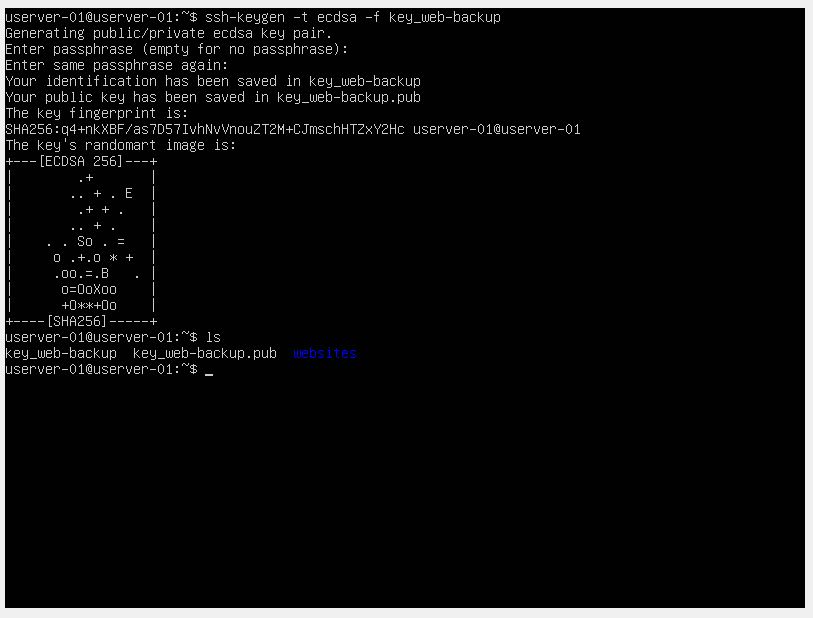 userver-01@userver-01:~$ ssh-keygen -t ecdsa -f key_web-backup
Generating public/private ecdsa key pair.
Enter passphrase (empty for no passphrase):
Enter same passphrase again:
Your identification has been saved in key_web-backup
Your public key has been saved in key_web-backup.pub
The key fingerprint is:
SHA256:q4+nkXBF/as7D57IvhNvVnouZT2M+CJmschHTZxY2Hc userver-01@userver-01
The key's randomart image is:
+---[ECDSA 256]---+
|        .+       |
|       .. + . E  |
|        .+ + .   |
|       .. + .    |
|    . . So . =   |
|     o .+.o * +  |
|     .oo.=.B   . |
|      o=OoXoo    |
|      +O**+Oo    |
+----[SHA256]-----+
userver-01@userver-01:~$ ls
key_web-backup  key_web-backup.pub  websites
userver-01@userver-01:~$ _